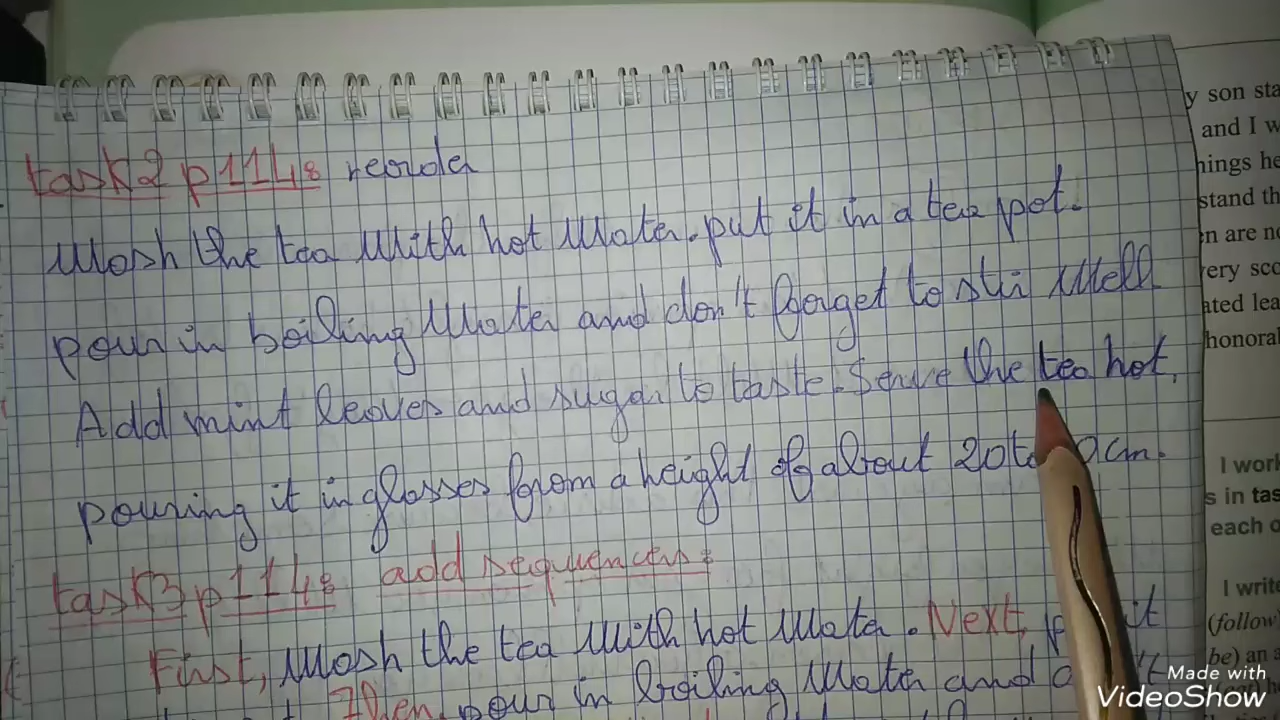 task2 p114: reorder
Wash the tea with hot water. put it in a tea pot.
pour in boiling water and don't forget to stir well
Add mint leaves and sugar to taste. Serve the tea hot,
pouring it in glasses from a height of about 20 to 0cm.
task3 p114: add sequencers:
First, Wash the tea with hot water. Next, it
Then pour in boiling water and
y son sta
and I w
hings he
stand th
n are no
ery sco
ated lea
honora
I work
s in tas
each o
I write
(follow
be) an a
Made with
VideoShow